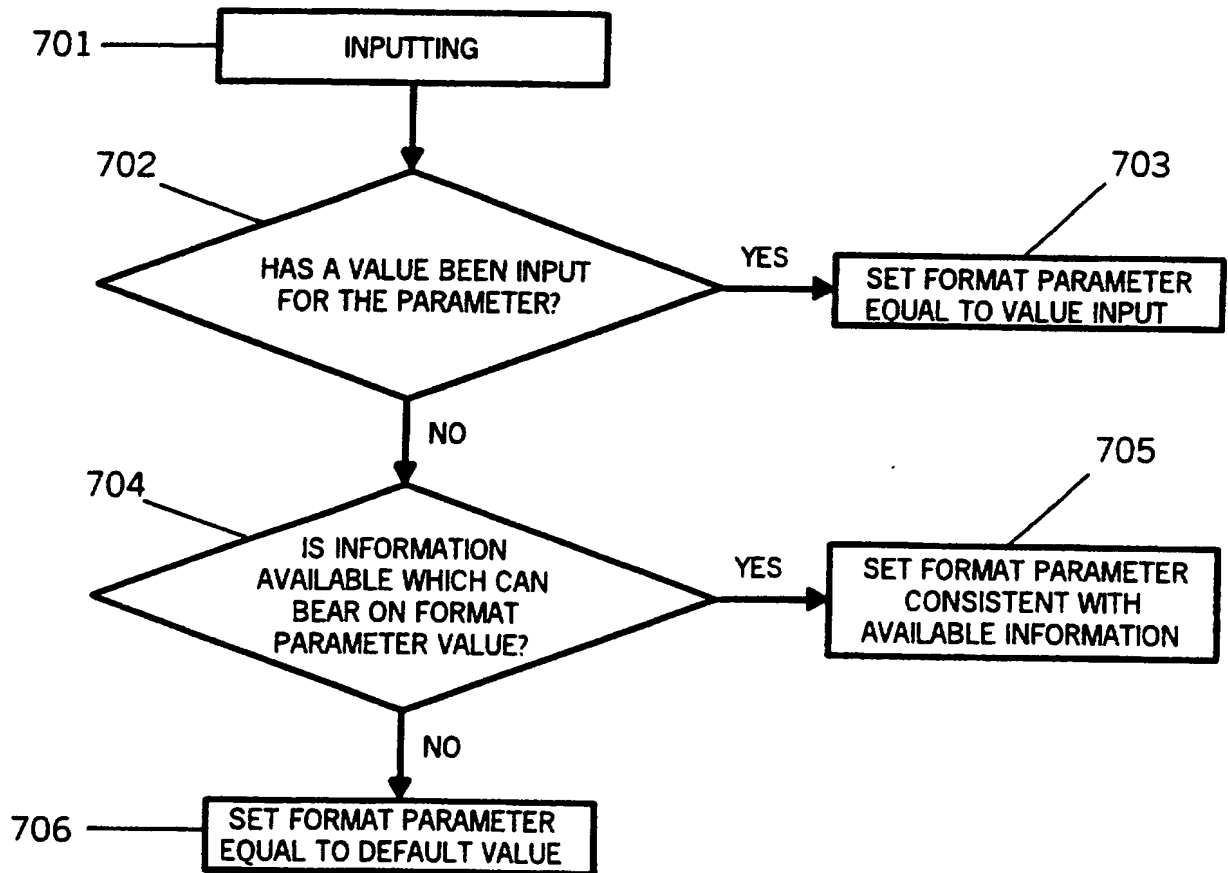 701
INPUTTING
702
HAS A VALUE BEEN INPUT
FOR THE PARAMETER?
YES
703
SET FORMAT PARAMETER
EQUAL TO VALUE INPUT
NO
704
IS INFORMATION
AVAILABLE WHICH CAN
BEAR ON FORMAT
PARAMETER VALUE?
YES
705
SET FORMAT PARAMETER
CONSISTENT WITH
AVAILABLE INFORMATION
NO
706
SET FORMAT PARAMETER
EQUAL TO DEFAULT VALUE